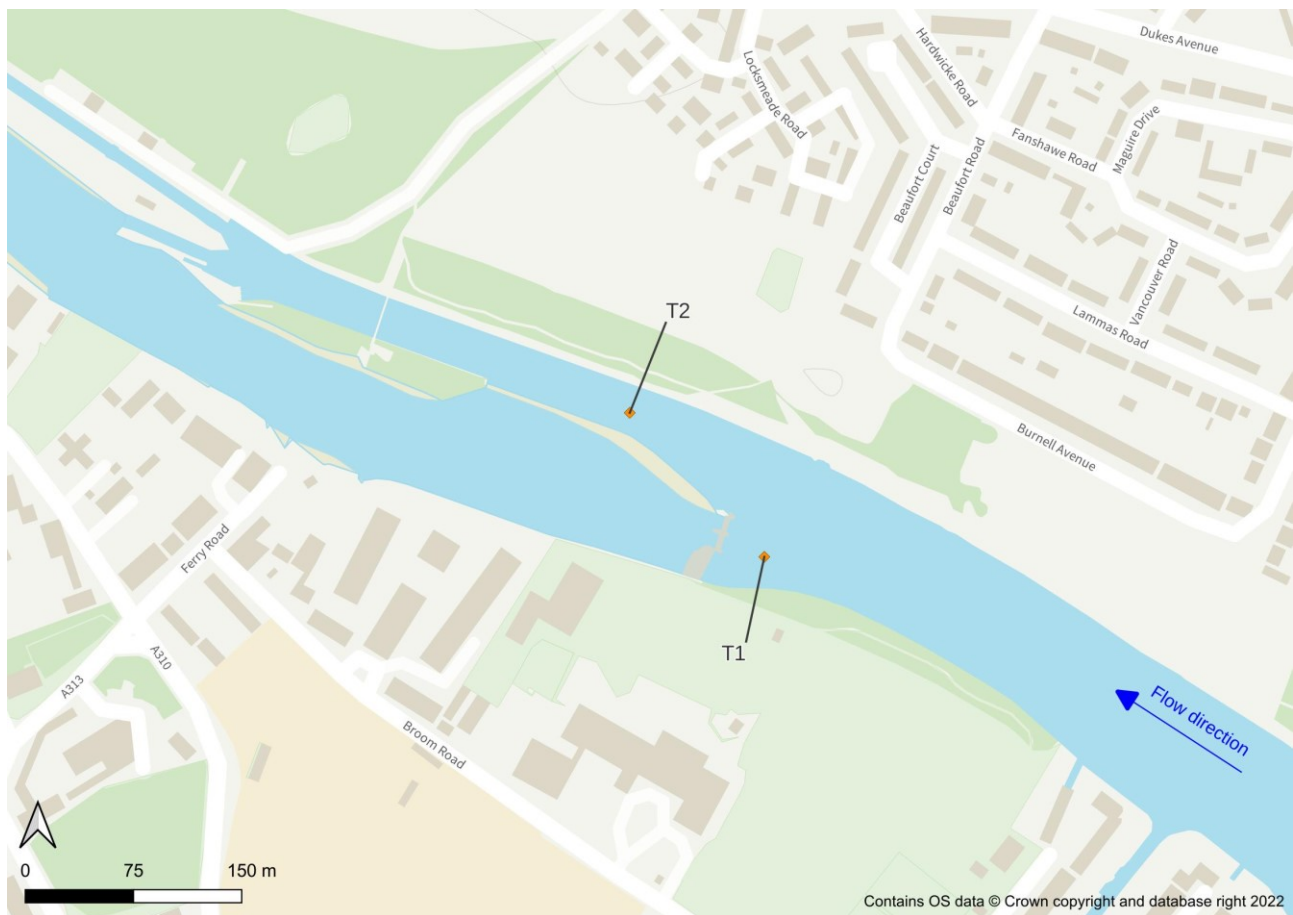 Dukes Avenue
Hardwicke Road
Locksmeade Road
Maguire Drive
Fanshawe Road
Beaufort Court
Beaufort Road
Vancouver Road
Lammas Road
T2
Burnell Avenue
Ferry Road
T1
A310
A313
Flow direction
Broom Road
0 75 150 m
Contains OS data © Crown copyright and database right 2022